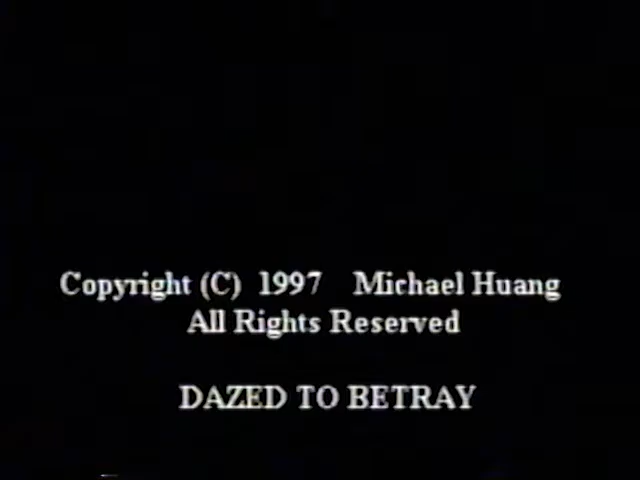 Copyright (C) 1997 Michael Huang
All Rights Reserved
DAZED TO BETRAY